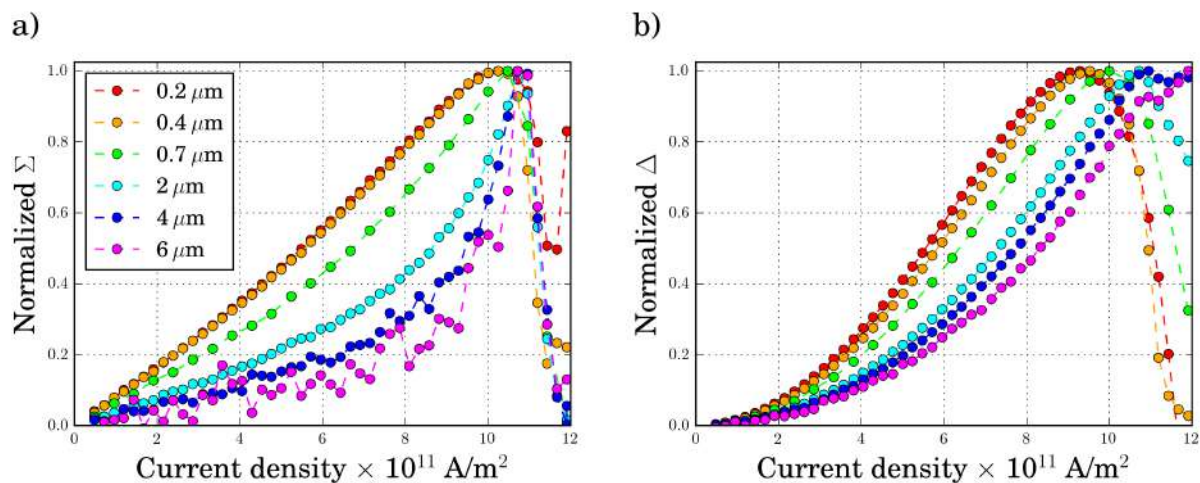 a)
Normalized Σ
1.0
0.8
0.6
0.4
0.2
0.0
0.2 μm
0.4 μm
0.7 μm
2 μm
4 μm
6 μm
0 2 4 6 8 10 12
Current density × 10¹¹ A/m²
b)
Normalized Δ
1.0
0.8
0.6
0.4
0.2
0.0
0 2 4 6 8 10 12
Current density × 10¹¹ A/m²